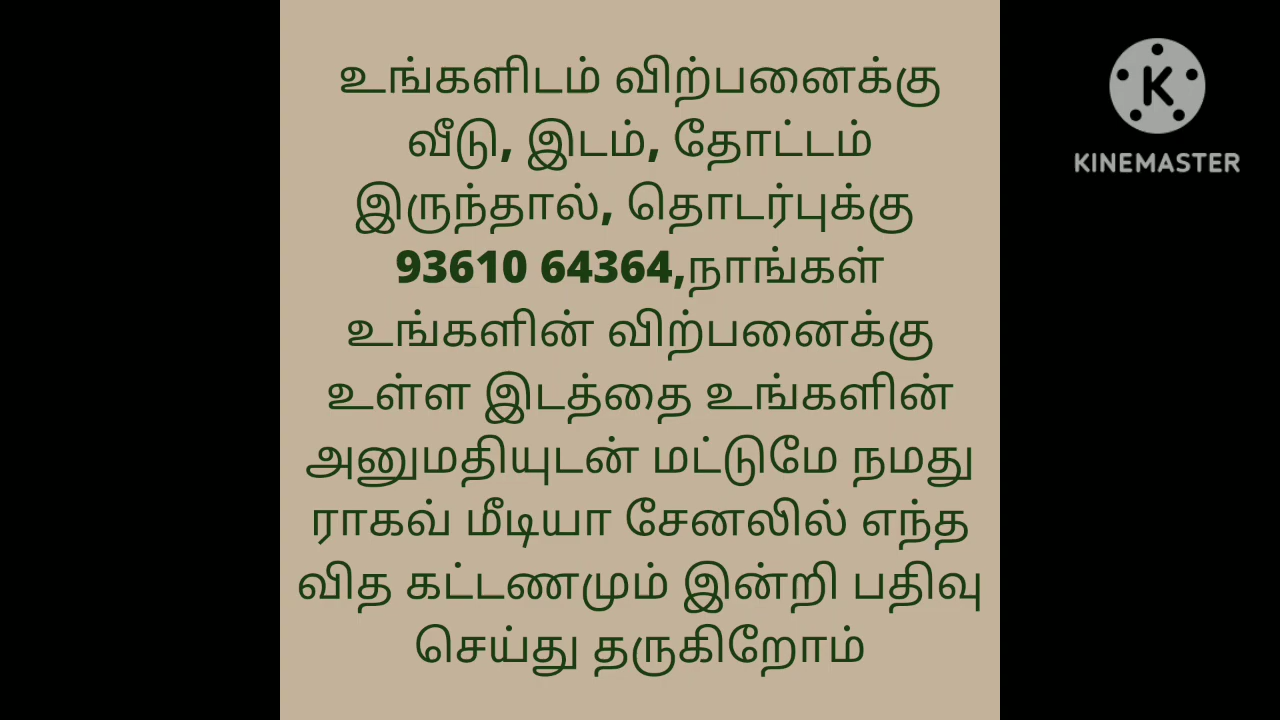 உங்களிடம் விற்பனைக்கு
வீடு, இடம், தோட்டம்
இருந்தால், தொடர்புக்கு
93610 64364,நாங்கள்
உங்களின் விற்பனைக்கு
உள்ள இடத்தை உங்களின்
அனுமதியுடன் மட்டுமே நமது
ராகவ் மீடியா சேனலில் எந்த
வித கட்டணமும் இன்றி பதிவு
செய்து தருகிறோம்
K
KINEMASTER